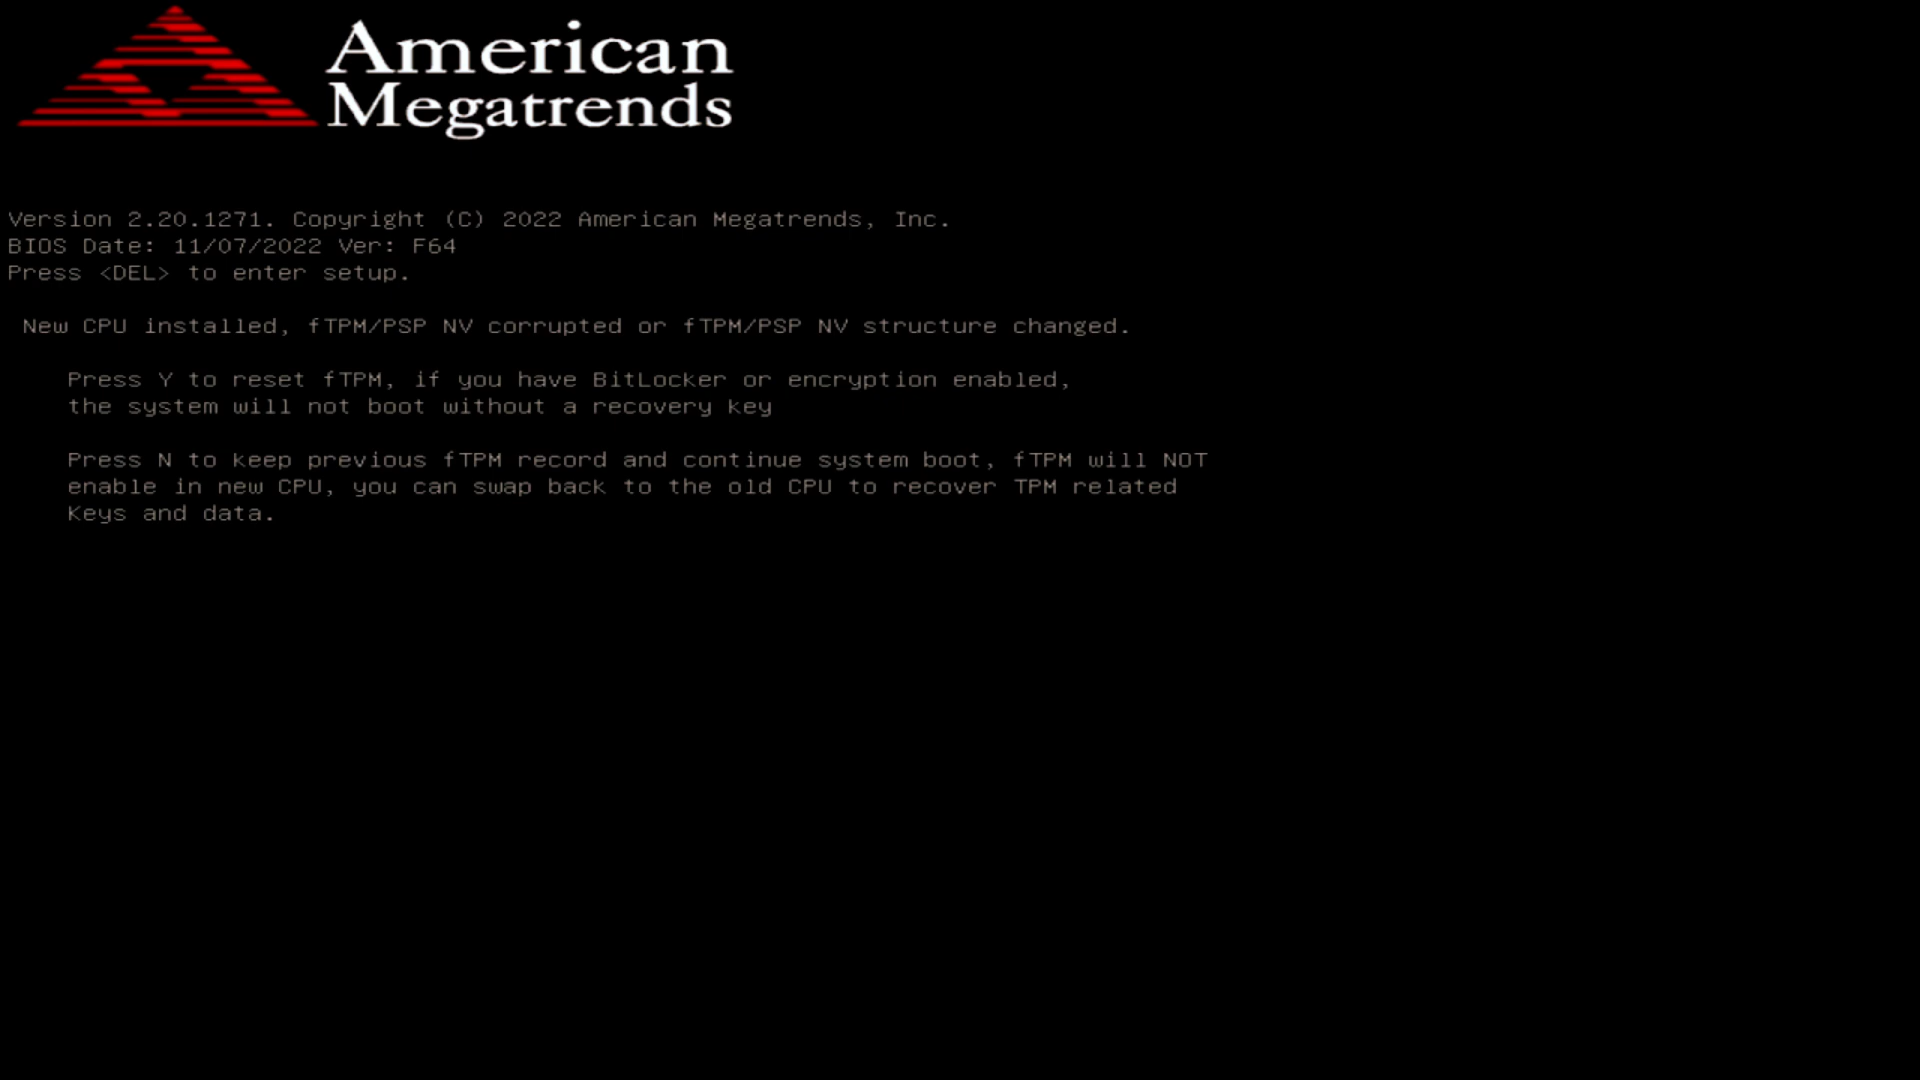 American
Megatrends
Version 2.20.1271. Copyright (C) 2022 American Megatrends, Inc.
BIOS Date: 11/07/2022 Ver: F64
Press <DEL> to enter setup.
New CPU installed, fTPM/PSP NV corrupted or fTPM/PSP NV structure changed.
Press Y to reset fTPM, if you have BitLocker or encryption enabled,
the system will not boot without a recovery key
Press N to keep previous fTPM record and continue system boot, fTPM will NOT
enable in new CPU, you can swap back to the old CPU to recover TPM related
Keys and data.